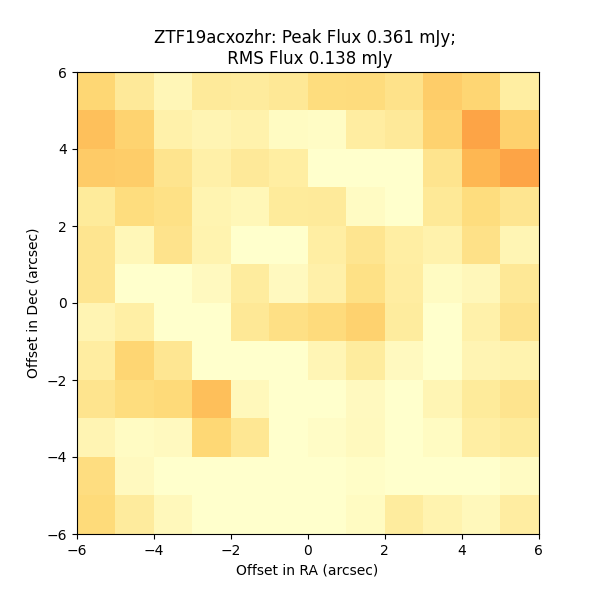 ZTF19acxozhr: Peak Flux 0.361 mJy;
RMS Flux 0.138 mJy
6
4
2
0
−2
−4
−6
Offset in Dec (arcsec)
−6 −4 −2 0 2 4 6
Offset in RA (arcsec)